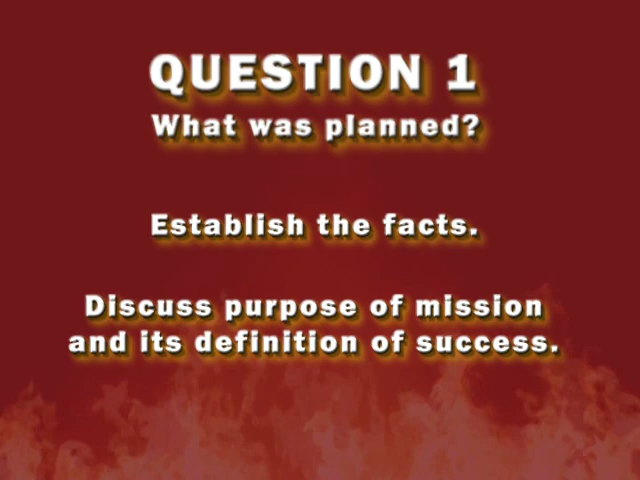 QUESTION 1
What was planned?
Establish the facts.
Discuss purpose of mission
and its definition of success.